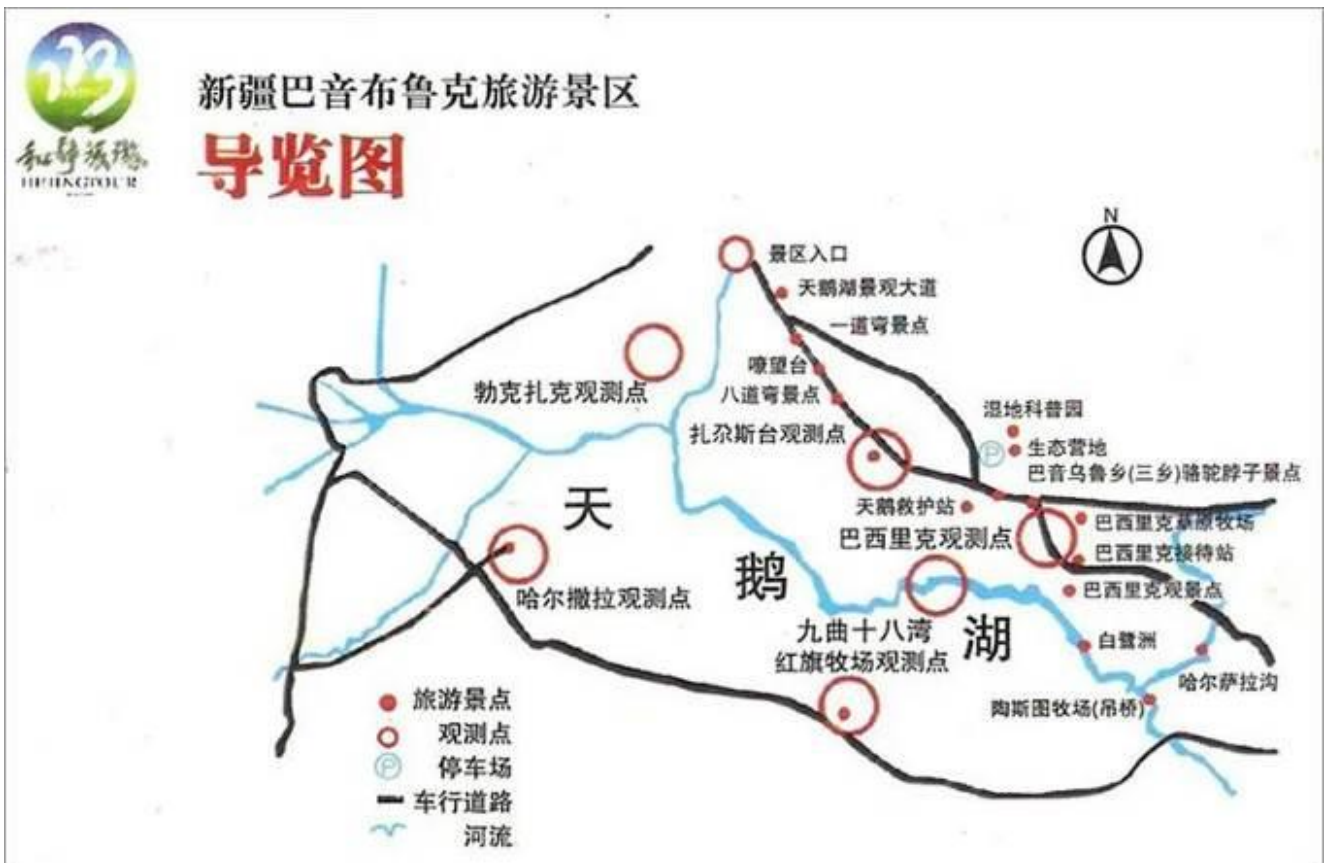 新疆巴音布鲁克旅游景区
导览图
HEJINGTOUR
N
景区入口
天鹅湖景观大道
一道弯景点
嘹望台
勃克扎克观测点
八道弯景点
湿地科普园
扎尕斯台观测点
P
生态营地
巴音乌鲁乡(三乡)骆驼脖子景点
天
天鹅救护站
巴西里克草原牧场
巴西里克观测点
巴西里克接待站
鹅
哈尔撒拉观测点
巴西里克观景点
九曲十八湾
湖
白鹭洲
红旗牧场观测点
哈尔萨拉沟
陶斯图牧场(吊桥)
旅游景点
观测点
P 停车场
车行道路
河流